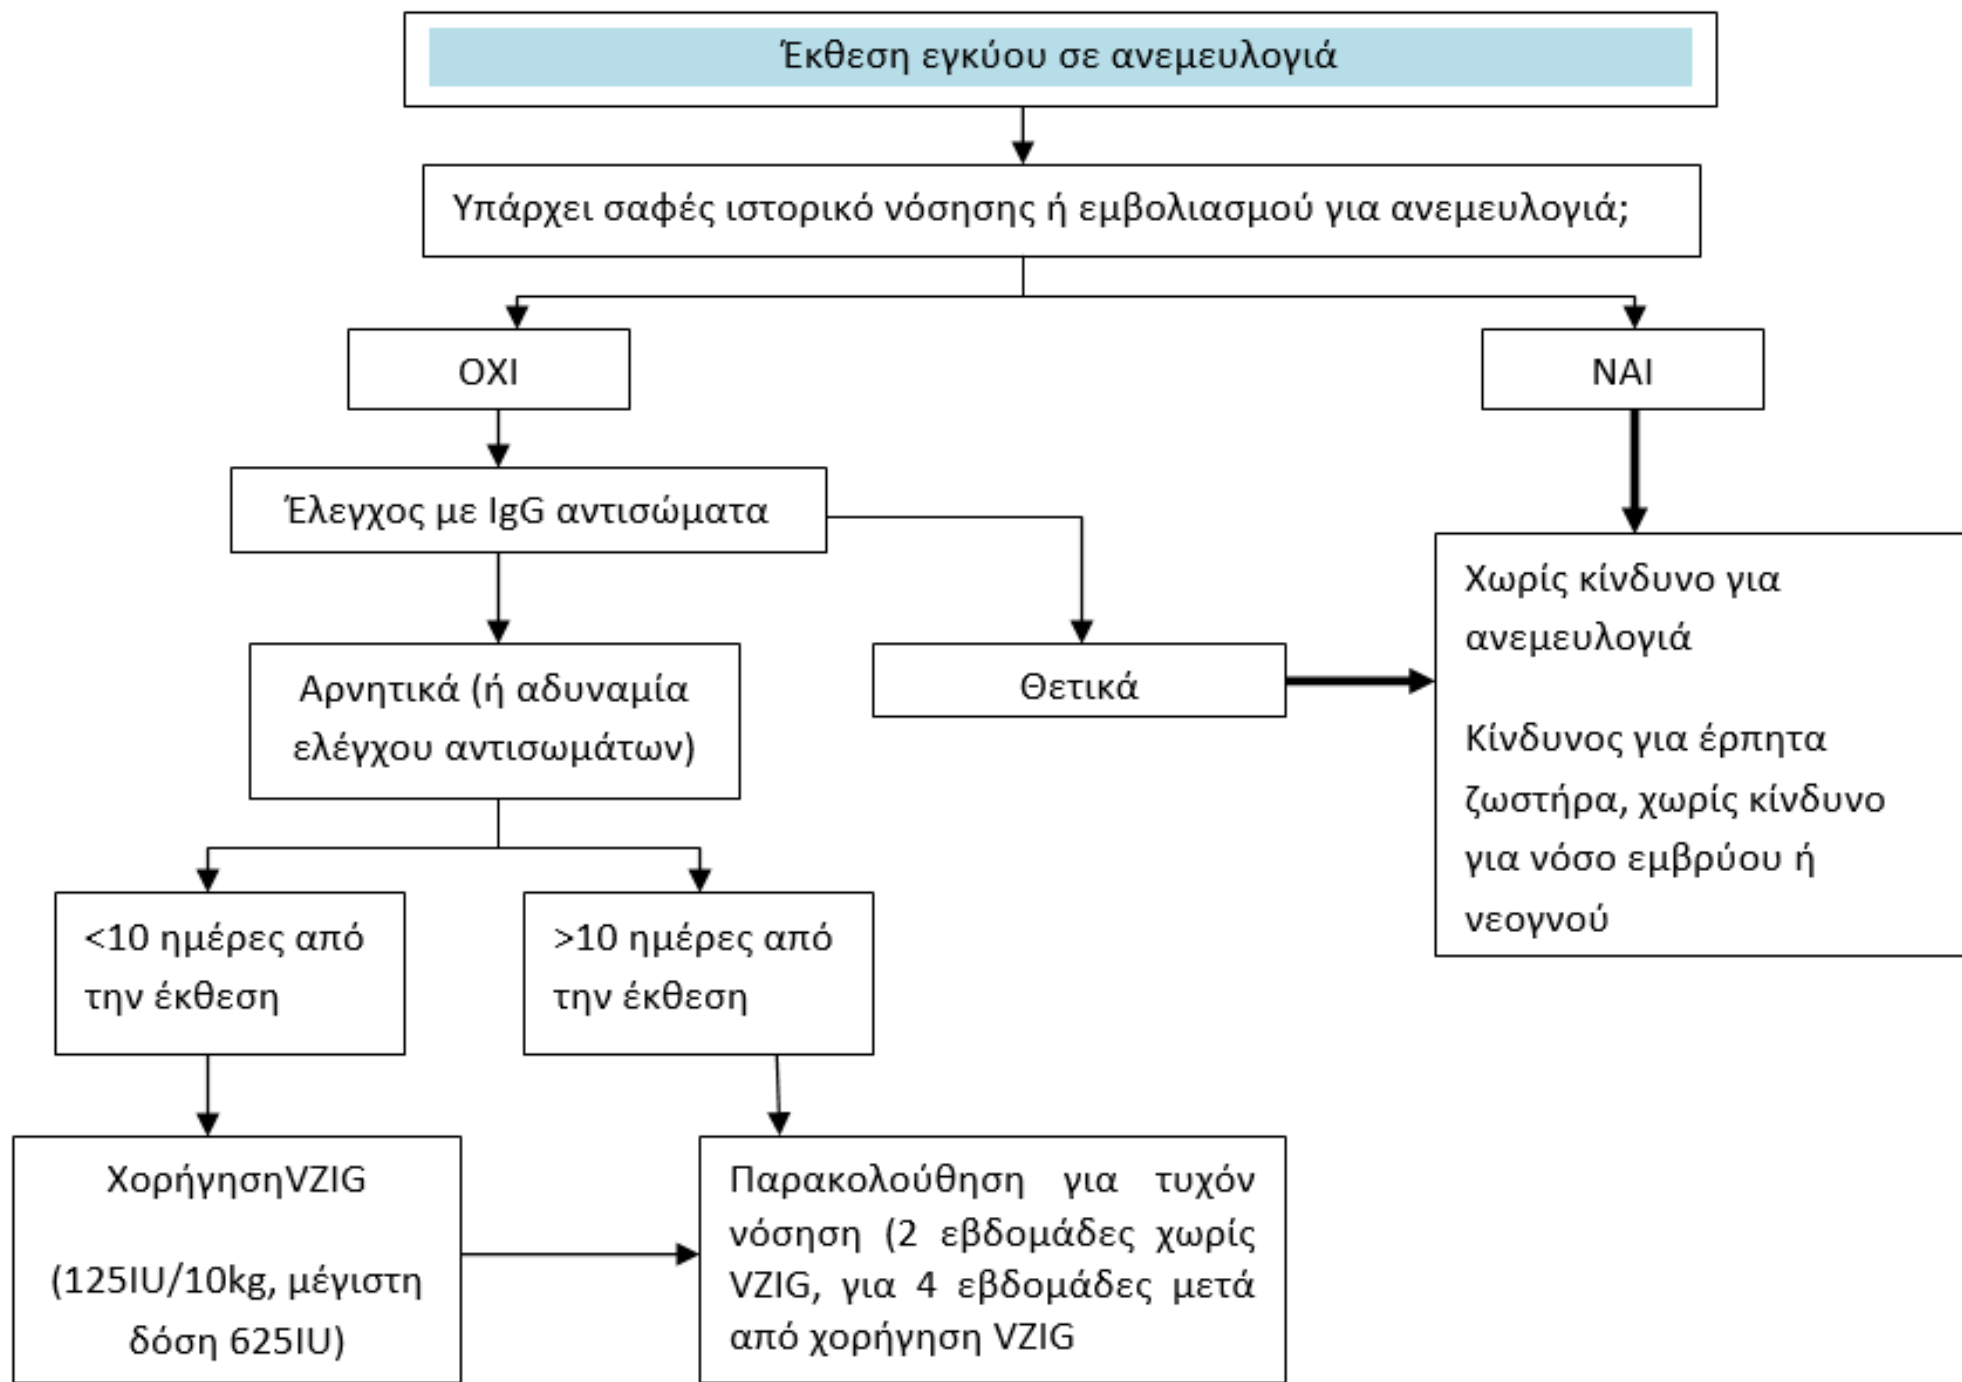 Έκθεση εγκύου σε ανεμευλογιά
Υπάρχει σαφές ιστορικό νόσησης ή εμβολιασμού για ανεμευλογιά;
ΟΧΙ
ΝΑΙ
Έλεγχος με IgG αντισώματα
Αρνητικά (ή αδυναμία
ελέγχου αντισωμάτων)
Θετικά
Χωρίς κίνδυνο για
ανεμευλογιά
Κίνδυνος για έρπητα
ζωστήρα, χωρίς κίνδυνο
για νόσο εμβρύου ή
νεογνού
<10 ημέρες από
την έκθεση
>10 ημέρες από
την έκθεση
ΧορήγησηVZIG
(125IU/10kg, μέγιστη
δόση 625IU)
Παρακολούθηση για τυχόν
νόσηση (2 εβδομάδες χωρίς
VZIG, για 4 εβδομάδες μετά
από χορήγηση VZIG